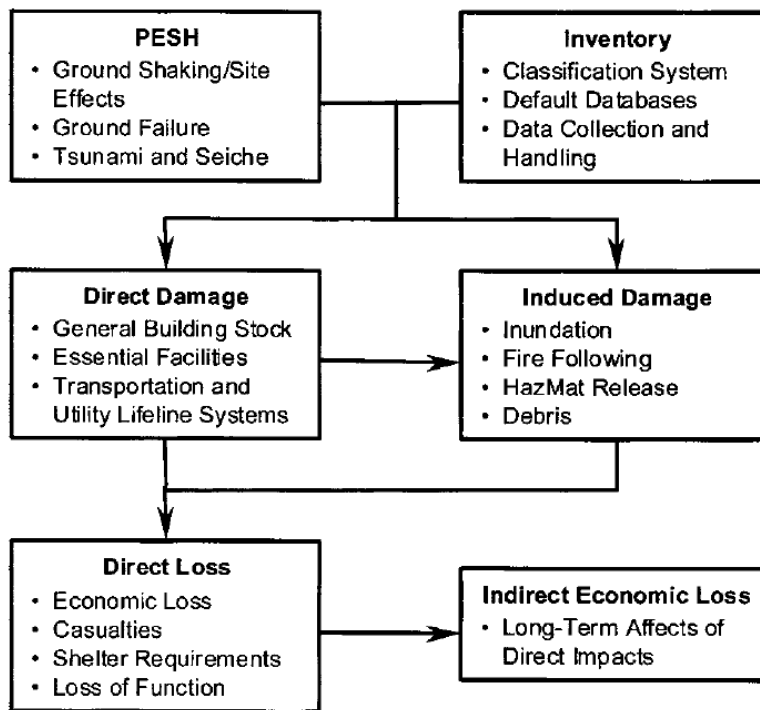 PESH
• Ground Shaking/Site
Effects
• Ground Failure
• Tsunami and Seiche
Inventory
• Classification System
• Default Databases
• Data Collection and
Handling
Direct Damage
• General Building Stock
• Essential Facilities
• Transportation and
Utility Lifeline Systems
Induced Damage
• Inundation
• Fire Following
• HazMat Release
• Debris
Direct Loss
• Economic Loss
• Casualties
• Shelter Requirements
• Loss of Function
Indirect Economic Loss
• Long-Term Affects of
Direct Impacts